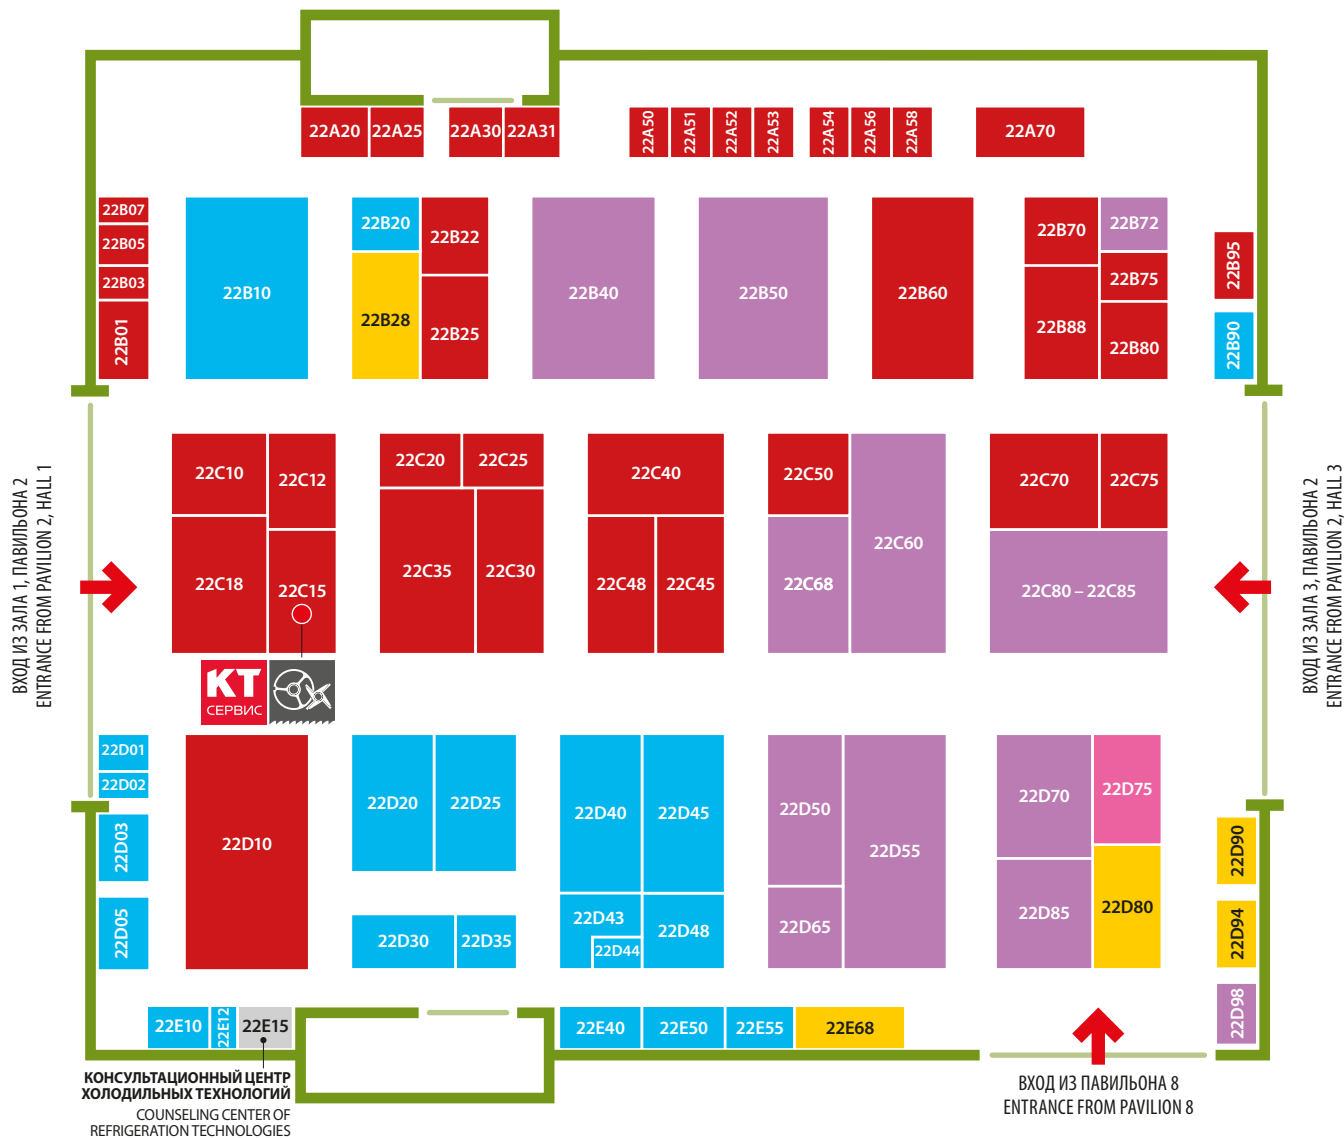 22A20 22A25 22A30 22A31 22A50 22A51 22A52 22A53 22A54 22A56 22A58 22A70
22B07
22B05
22B03
22B01
22B10
22B20
22B28
22B22
22B25
22B40
22B50
22B60
22B70
22B88
22B72
22B75
22B80
22B95
22B90
ВХОД ИЗ ЗАЛА 1, ПАВИЛЬОНА 2
ENTRANCE FROM PAVILION 2, HALL 1
22C10
22C12
22C18
22C15
22C20
22C25
22C35
22C30
22C40
22C48
22C45
22C50
22C68
22C60
22C70
22C75
22C80 – 22C85
ВХОД ИЗ ЗАЛА 3, ПАВИЛЬОНА 2
ENTRANCE FROM PAVILION 2, HALL 3
КТ
СЕРВИС
22D01
22D02
22D03
22D05
22D10
22D20
22D25
22D30
22D35
22D40
22D45
22D43
22D44
22D48
22D50
22D65
22D55
22D70
22D75
22D85
22D80
22D90
22D94
22D98
22E10
22E12
22E15
22E40
22E50
22E55
22E68
КОНСУЛЬТАЦИОННЫЙ ЦЕНТР
ХОЛОДИЛЬНЫХ ТЕХНОЛОГИЙ
COUNSELING CENTER OF
REFRIGERATION TECHNOLOGIES
ВХОД ИЗ ПАВИЛЬОНА 8
ENTRANCE FROM PAVILION 8